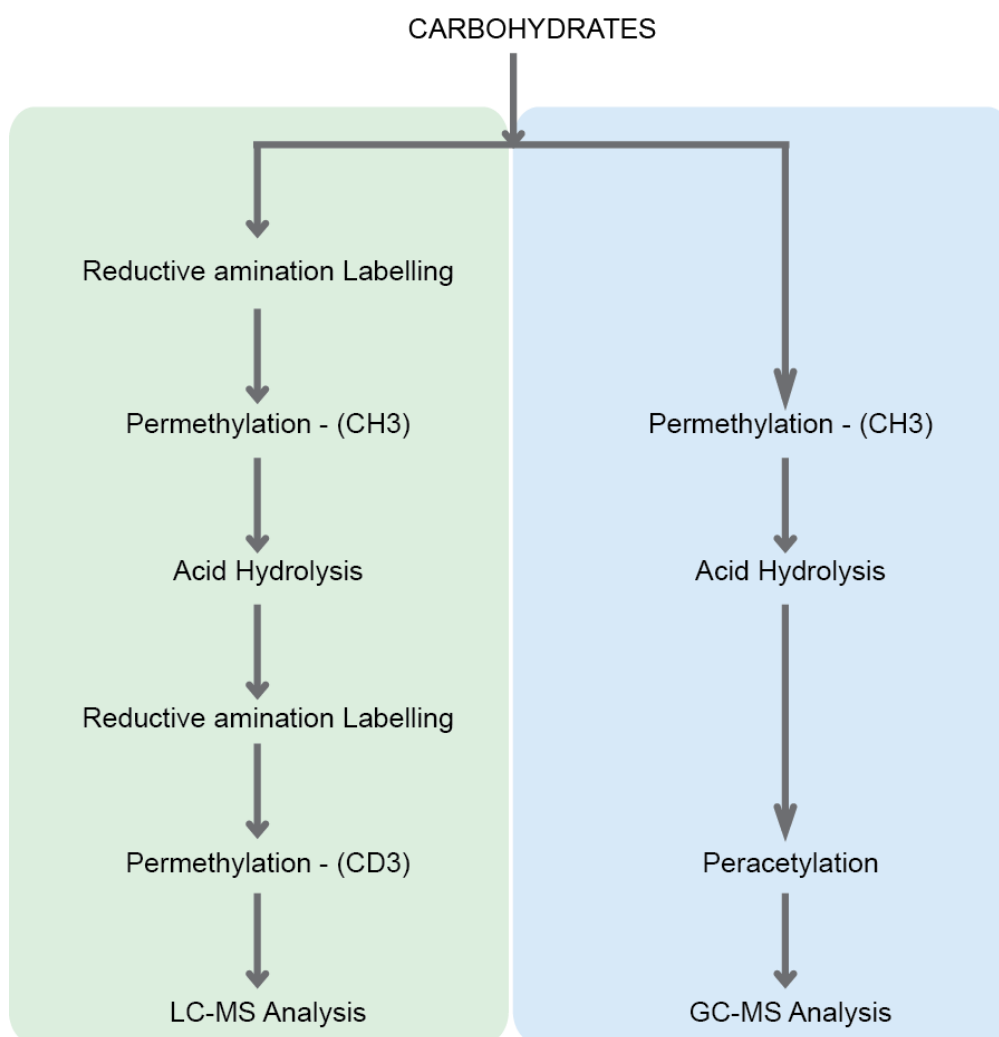 CARBOHYDRATES
Reductive amination Labelling
Permethylation - (CH3)
Acid Hydrolysis
Reductive amination Labelling
Permethylation - (CD3)
LC-MS Analysis
Permethylation - (CH3)
Acid Hydrolysis
Peracetylation
GC-MS Analysis